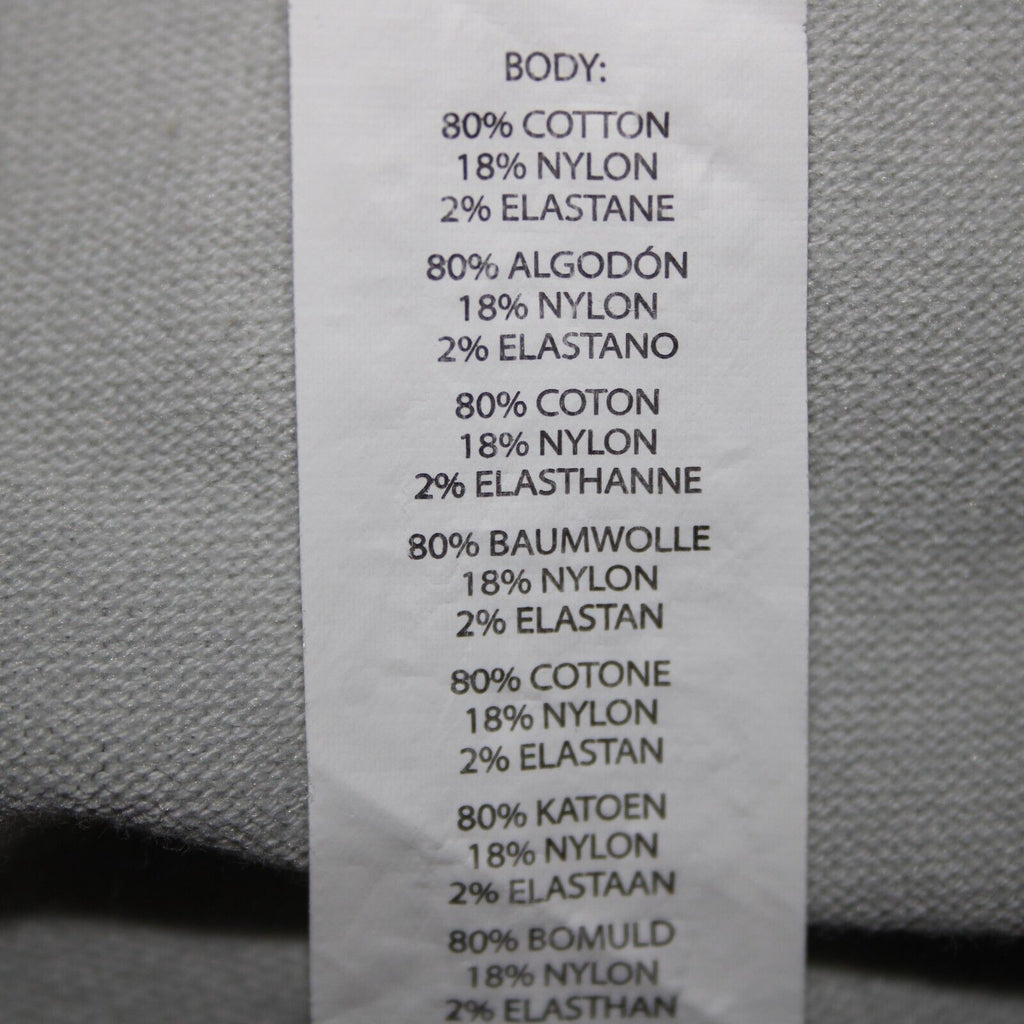 BODY:
80% COTTON
18% NYLON
2% ELASTANE
80% ALGODÓN
18% NYLON
2% ELASTANO
80% COTON
18% NYLON
2% ELASTHANNE
80% BAUMWOLLE
18% NYLON
2% ELASTAN
80% COTONE
18% NYLON
2% ELASTAN
80% KATOEN
18% NYLON
2% ELASTAAN
80% BOMULD
18% NYLON
2% ELASTHAN